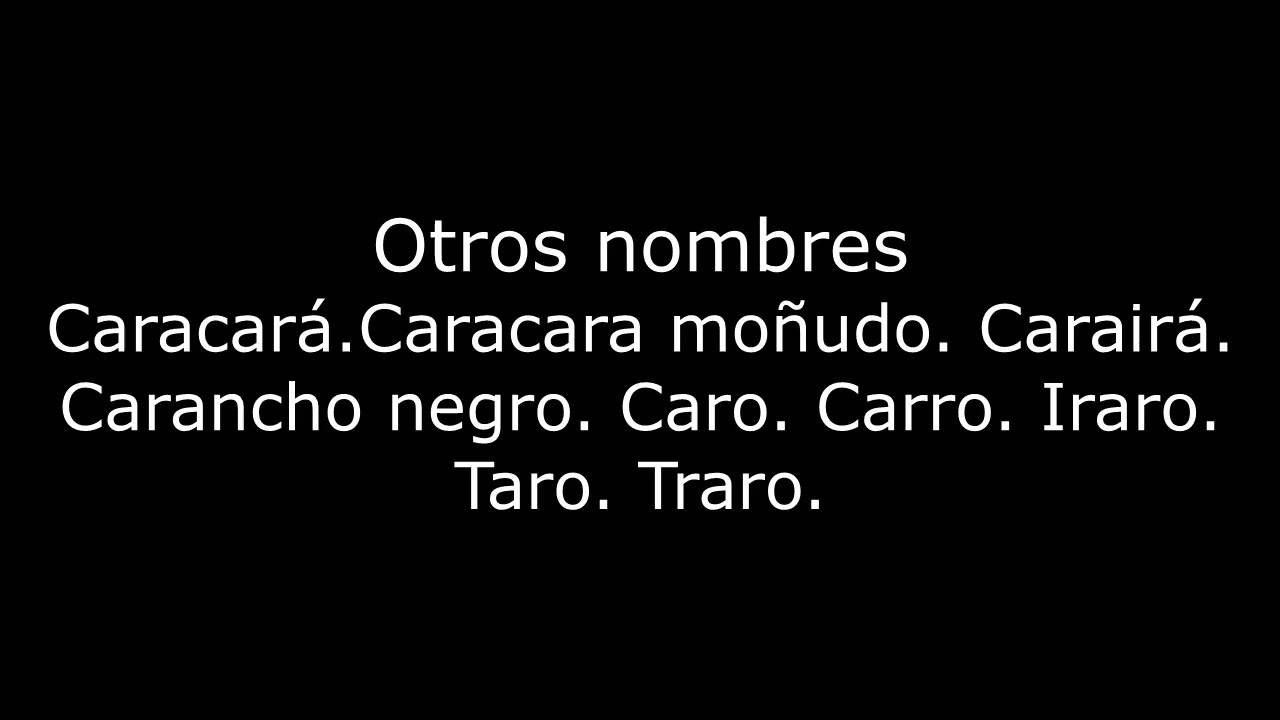 Otros nombres
Caracará.Caracara moñudo. Carairá.
Carancho negro. Caro. Carro. Iraro.
Taro. Traro.